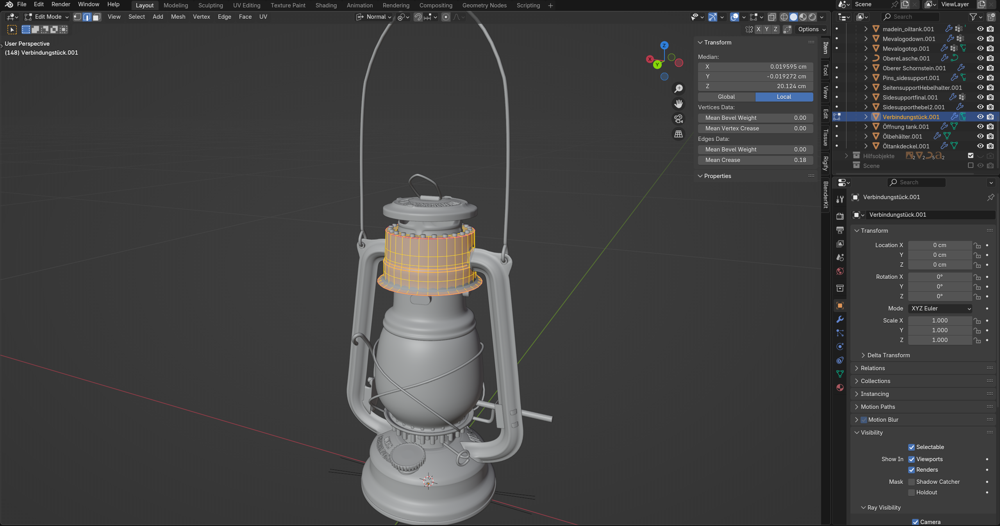 File Edit Render Window Help Layout Modeling Sculpting UV Editing Texture Paint Shading Animation Rendering Compositing Geometry Nodes Scripting + Scene ViewLayer
Edit Mode View Select Add Mesh Vertex Edge Face UV Normal Search
X Y Z Options
User Perspective
(148) Verbindungstück.001
Z
X
Y
Transform
Median:
X 0.019595 cm
Y -0.019272 cm
Z 20.124 cm
Global Local
Vertices Data:
Mean Bevel Weight 0.00
Mean Vertex Crease 0.00
Edges Data:
Mean Bevel Weight 0.00
Mean Crease 0.18
Properties
Item
Tool
View
Edit
Tissue
Rigify
BlenderKit
madein_oiltank.001
Mevalogodown.001
Mevalogotop.001
ObereLasche.001
Oberer Schornstein.001
Pins_sidesupport.001
SeitensupportHebelhalter.001
Sidesupportfinal.001
Sidesupporthebel2.001
Verbindungstück.001
Öffnung tank.001
Ölbehälter.001
Öltankdeckel.001
Hilfsobjekte 2 2 5 2
Scene
Search
Verbindungstück.001
Verbindungstück.001
Transform
Location X 0 cm
Y 0 cm
Z 0 cm
Rotation X 0°
Y 0°
Z 0°
Mode XYZ Euler
Scale X 1.000
Y 1.000
Z 1.000
Delta Transform
Relations
Collections
Instancing
Motion Paths
Motion Blur
Visibility
Selectable
Show In Viewports
Renders
Mask Shadow Catcher
Holdout
Ray Visibility
Camera